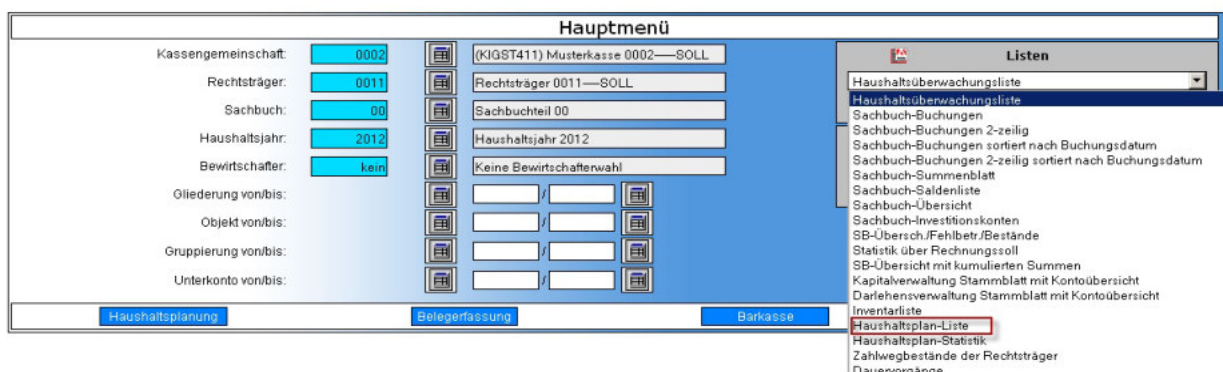 Hauptmenü
Kassengemeinschaft: 0002 (KIGST411) Musterkasse 0002----SOLL
Rechtsträger: 0011 Rechtsträger 0011----SOLL
Sachbuch: 00 Sachbuchteil 00
Haushaltsjahr: 2012 Haushaltsjahr 2012
Bewirtschafter: kein Keine Bewirtschafterwahl
Gliederung von/bis: /
Objekt von/bis: /
Gruppierung von/bis: /
Unterkonto von/bis: /
Haushaltsplanung Belegerfassung Barkasse
Listen
Haushaltsüberwachungsliste
Haushaltsüberwachungsliste
Sachbuch-Buchungen
Sachbuch-Buchungen 2-zeilig
Sachbuch-Buchungen sortiert nach Buchungsdatum
Sachbuch-Buchungen 2-zeilig sortiert nach Buchungsdatum
Sachbuch-Summenblatt
Sachbuch-Saldenliste
Sachbuch-Übersicht
Sachbuch-Investitionskonten
SB-Übersch./Fehlbetr./Bestände
Statistik über Rechnungssoll
SB-Übersicht mit kumulierten Summen
Kapitalverwaltung Stammblatt mit Kontoübersicht
Darlehensverwaltung Stammblatt mit Kontoübersicht
Inventarliste
Haushaltsplan-Liste
Haushaltsplan-Statistik
Zahlwegbestände der Rechtsträger
Dauervorgänge